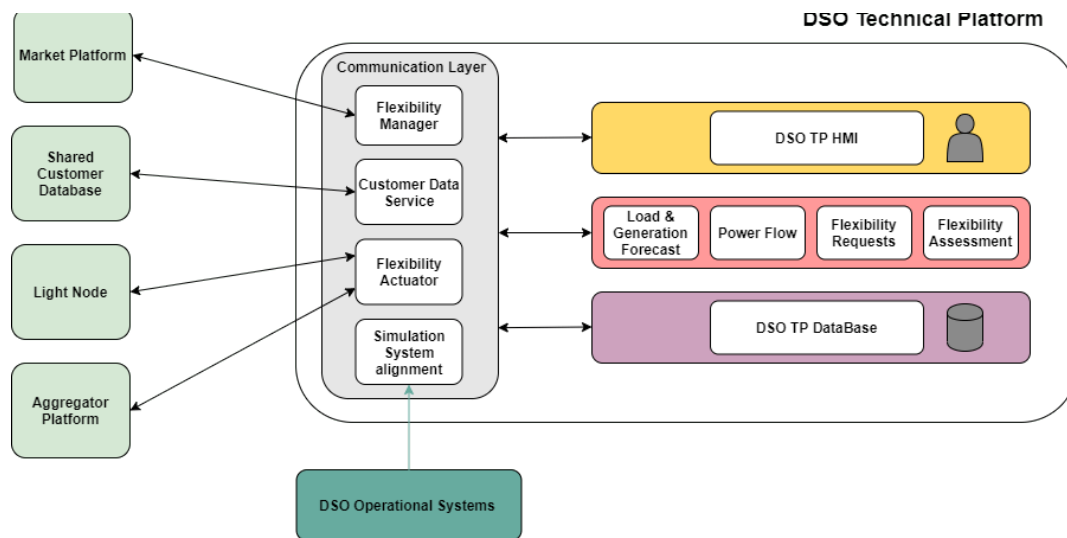 DSO Technical Platform
Market Platform
Shared
Customer
Database
Light Node
Aggregator
Platform
Communication Layer
Flexibility
Manager
Customer Data
Service
Flexibility
Actuator
Simulation
System
alignment
DSO TP HMI
Load &
Generation
Forecast
Power Flow
Flexibility
Requests
Flexibility
Assessment
DSO TP DataBase
DSO Operational Systems